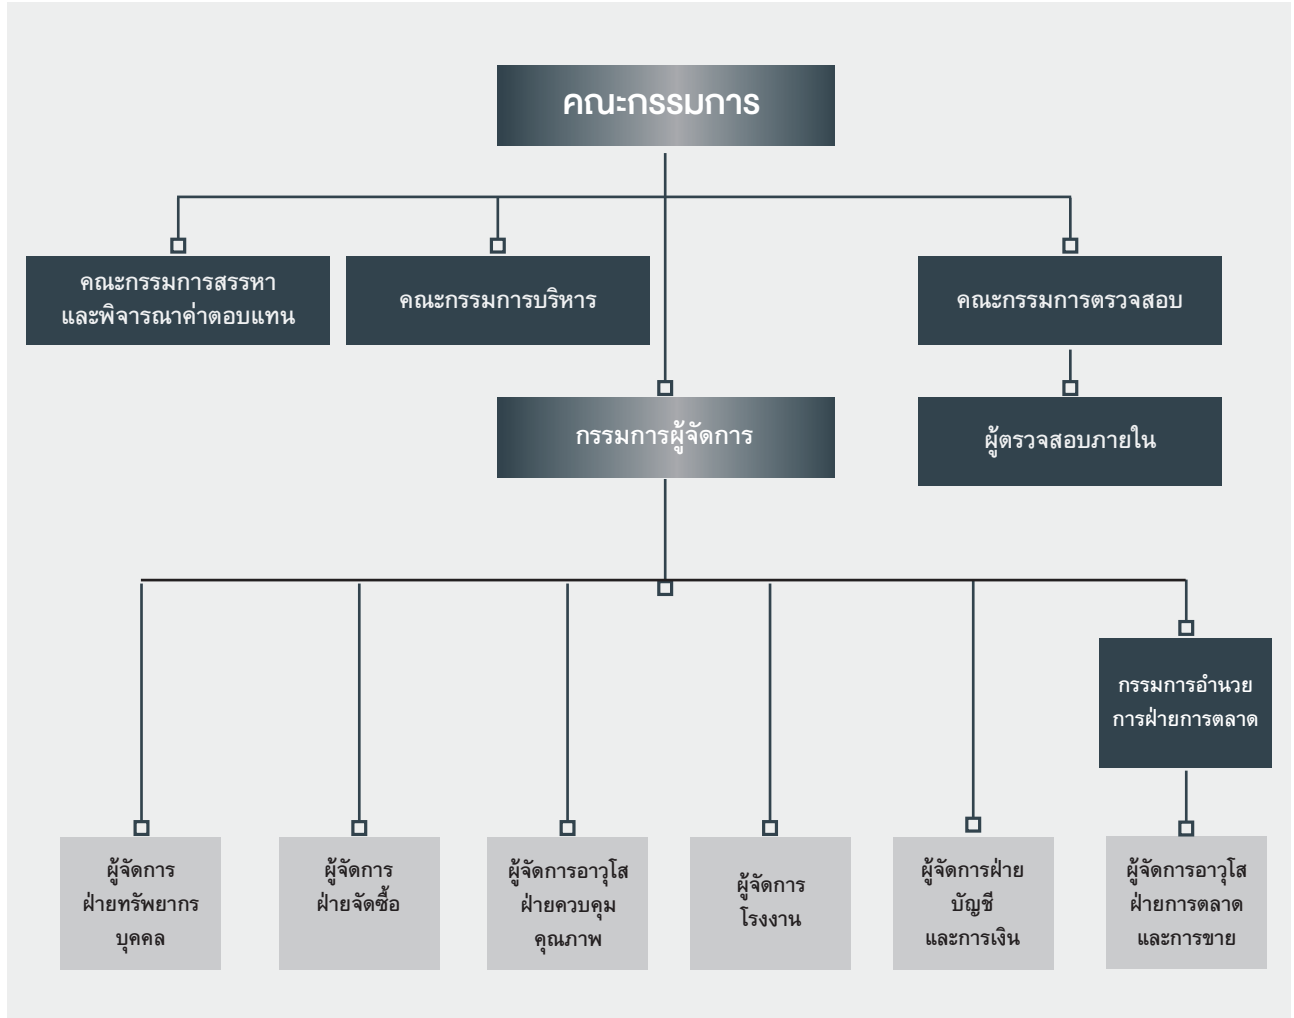 คณะกรรมการ
คณะกรรมการสรรหา
และพิจารณาค่าตอบแทน
คณะกรรมการบริหาร
คณะกรรมการตรวจสอบ
กรรมการผู้จัดการ
ผู้ตรวจสอบภายใน
กรรมการอำนวย
การฝ่ายการตลาด
ผู้จัดการ
ฝ่ายทรัพยากร
บุคคล
ผู้จัดการ
ฝ่ายจัดซื้อ
ผู้จัดการอาวุโส
ฝ่ายควบคุม
คุณภาพ
ผู้จัดการ
โรงงาน
ผู้จัดการฝ่าย
บัญชี
และการเงิน
ผู้จัดการอาวุโส
ฝ่ายการตลาด
และการขาย